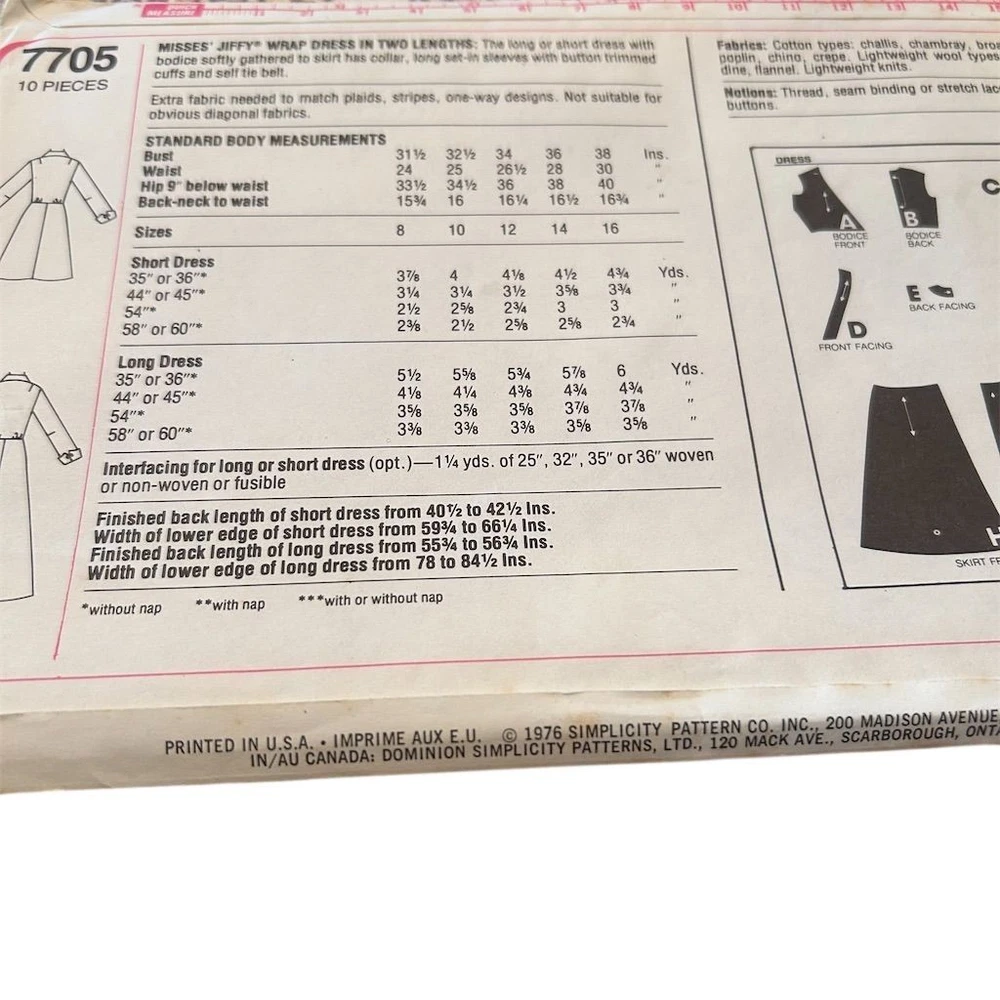 7705
10 PIECES
MISSES' JIFFY® WRAP DRESS IN TWO LENGTHS: The long or short dress with
bodice softly gathered to skirt has collar, long set-in sleeves with button trimmed
cuffs and self tie belt.
Extra fabric needed to match plaids, stripes, one-way designs. Not suitable for
obvious diagonal fabrics.
STANDARD BODY MEASUREMENTS
Bust 31½ 32½ 34 36 38 Ins.
Waist 24 25 26½ 28 30 "
Hip 9" below waist 33½ 34½ 36 38 40 "
Back-neck to waist 15¾ 16 16¼ 16½ 16¾ "
Sizes 8 10 12 14 16
Short Dress
35" or 36"* 3⅞ 4 4⅛ 4½ 4¾ Yds.
44" or 45"* 3¼ 3¼ 3½ 3⅝ 3¾ "
54"* 2½ 2⅝ 2¾ 3 3 "
58" or 60"* 2⅜ 2½ 2⅝ 2⅝ 2¾ "
Long Dress
35" or 36"* 5½ 5⅝ 5¾ 5⅞ 6 Yds.
44" or 45"* 4⅛ 4¼ 4⅜ 4¾ 4¾ "
54"* 3⅝ 3⅝ 3⅝ 3⅞ 3⅞ "
58" or 60"* 3⅜ 3⅜ 3⅜ 3⅝ 3⅝ "
Interfacing for long or short dress (opt.)—1¼ yds. of 25", 32", 35" or 36" woven
or non-woven or fusible
Finished back length of short dress from 40½ to 42½ Ins.
Width of lower edge of short dress from 59¾ to 66¼ Ins.
Finished back length of long dress from 55¾ to 56¾ Ins.
Width of lower edge of long dress from 78 to 84½ Ins.
*without nap **with nap ***with or without nap
Fabrics: Cotton types: challis, chambray,
poplin, chino, crepe. Lightweight wool types
dine, flannel. Lightweight knits.
Notions: Thread, seam binding or stretch
buttons.
DRESS
A
BODICE
FRONT
B
BODICE
BACK
C
D
FRONT FACING
E
BACK FACING
H
SKIRT
PRINTED IN U.S.A. • IMPRIME AUX E.U. © 1976 SIMPLICITY PATTERN CO. INC., 200 MADISON AVENUE
IN/AU CANADA: DOMINION SIMPLICITY PATTERNS, LTD., 120 MACK AVE., SCARBOROUGH,